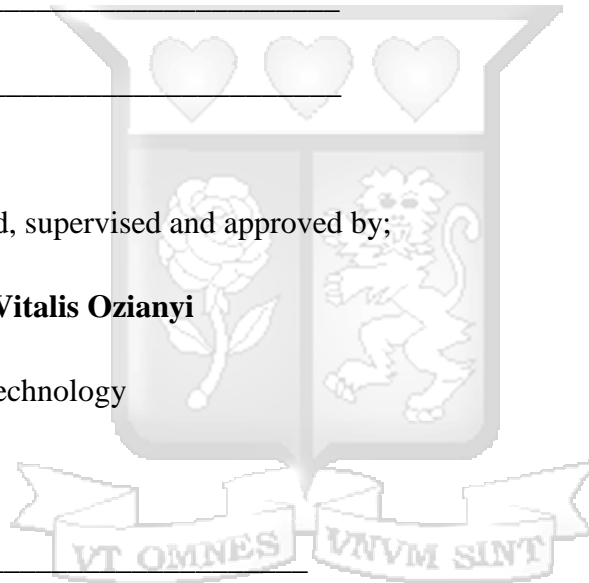 d, supervised and approved by;
Vitalis Ozianyi
echnology
VT OMNES VNVM SINT